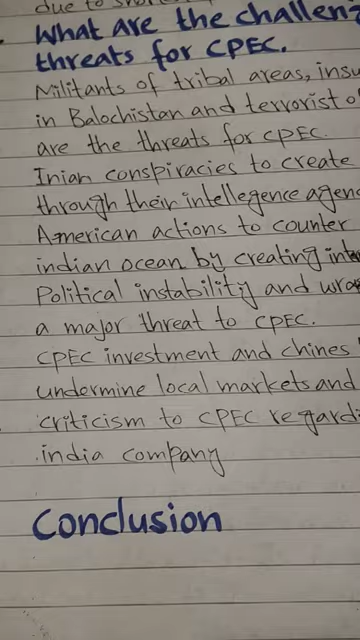 due to
What are the challen
threats for CPEC.
Militants of tribal areas, insu
in Balochistan and terrorist o
are the threats for CPEC.
Inian conspiracies to create
through their intellegence agen
American actions to counter
indian ocean by creating
Political instability and
a major threat to CPEC.
CPEC investment and chines
undermine local markets and
criticism to CPEC regard
india company
Conclusion